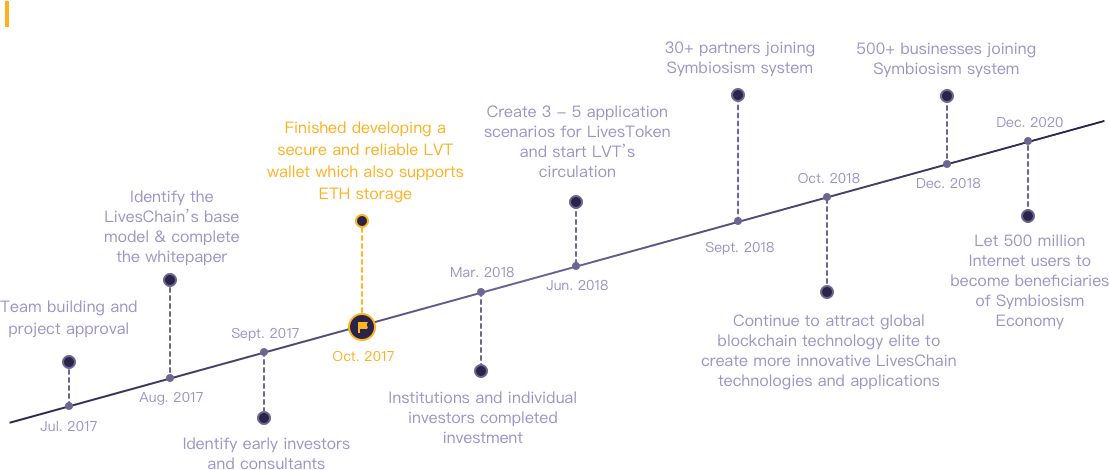 Team building and
project approval
Jul. 2017
Identify the
LivesChain's base
model & complete
the whitepaper
Aug. 2017
Sept. 2017
Identify early investors
and consultants
Finished developing a
secure and reliable LVT
wallet which also supports
ETH storage
Oct. 2017
Mar. 2018
Institutions and individual
investors completed
investment
Create 3 – 5 application
scenarios for LivesToken
and start LVT's
circulation
Jun. 2018
30+ partners joining
Symbiosism system
Sept. 2018
Oct. 2018
Continue to attract global
blockchain technology elite to
create more innovative LivesChain
technologies and applications
500+ businesses joining
Symbiosism system
Dec. 2018
Dec. 2020
Let 500 million
Internet users to
become beneficiaries
of Symbiosism
Economy